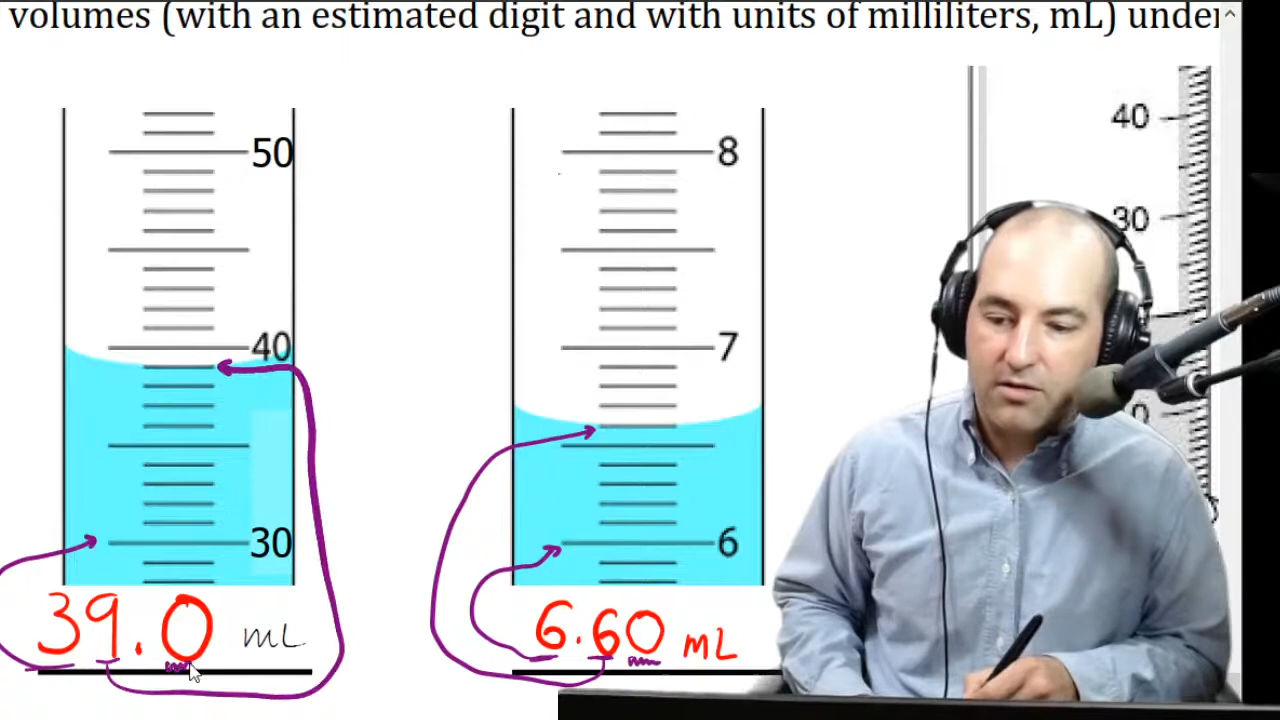 volumes (with an estimated digit and with units of milliliters, mL) under
50
40
30
39.0 mL
8
7
6
6.60 mL
40
30